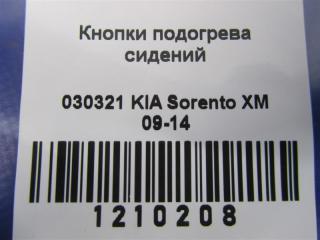 Кнопки подогрева
сидений
030321 KIA Sorento XM
09-14
1210208